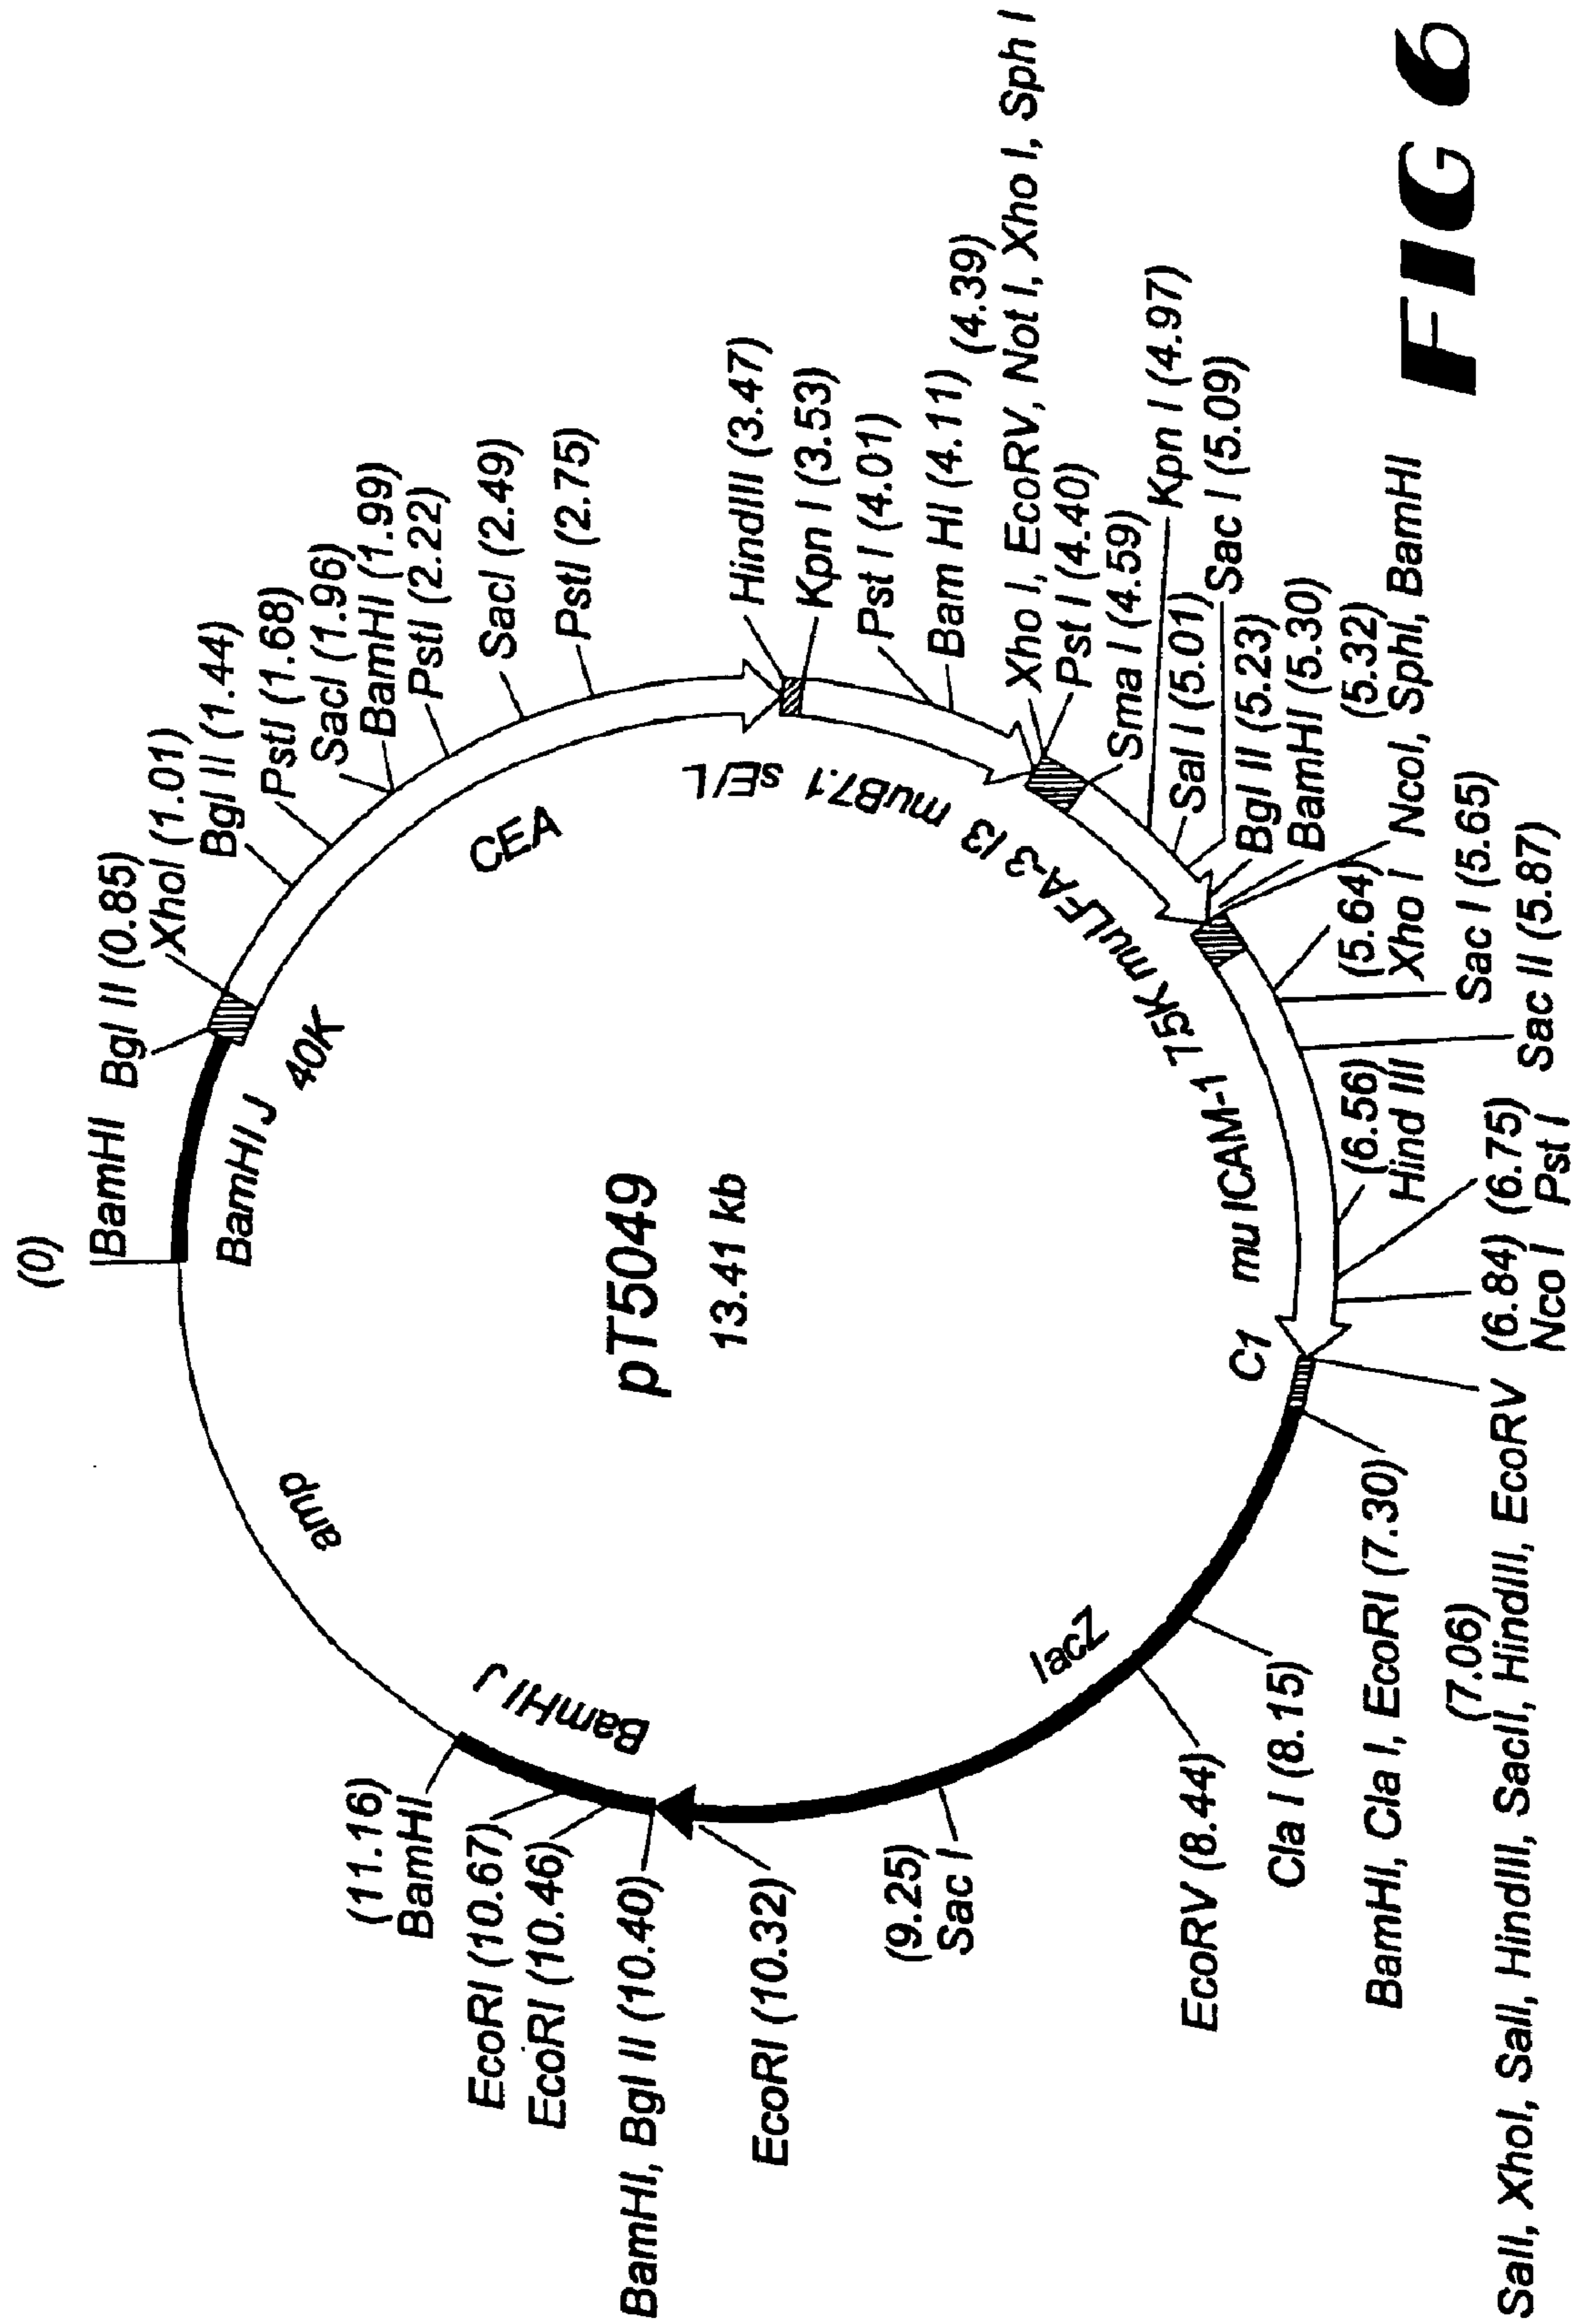 (0)
BamHI
Bgl II (0.85)
XhoI (1.01)
Bgl II (1.44)
PstI (1.68)
SacI (1.96)
BamHI (1.99)
PstI (2.22)
SacI (2.49)
PstI (2.75)
HindIII (3.47)
Kpn I (3.53)
Pst I (4.01)
Bam HI (4.11)
(4.39)
Xho I, EcoRV, Not I, Xho I, Sph I
Pst I (4.40)
Sma I (4.59)
Kpn I (4.97)
Sal I (5.01)
Sac I (5.09)
Bgl II (5.23)
BamHI (5.30)
(5.32)
NcoI, SphI, BamHI
(5.64)
Xho I
Sac I (5.65)
Sac II (5.87)
(6.56)
Hind III
(6.75)
Pst I
(6.84)
Nco I
(7.06)
SalI, XhoI, SalI, HindIII, SacII, HindIII, EcoRV
BamHI, Cla I, EcoRI (7.30)
Cla I (8.15)
EcoRV (8.44)
(9.25)
Sac I
EcoRI (10.32)
BamHI, Bgl II (10.40)
EcoRI (10.46)
EcoRI (10.67)
(11.16)
BamHI
BamHI J
40K
CEA
sE/L
muB7.1
I3
muLFA-3
7.5K
mu ICAM-1
C1
lacZ
BamHI J
amp
pT5049
13.41 kb
FIG 6